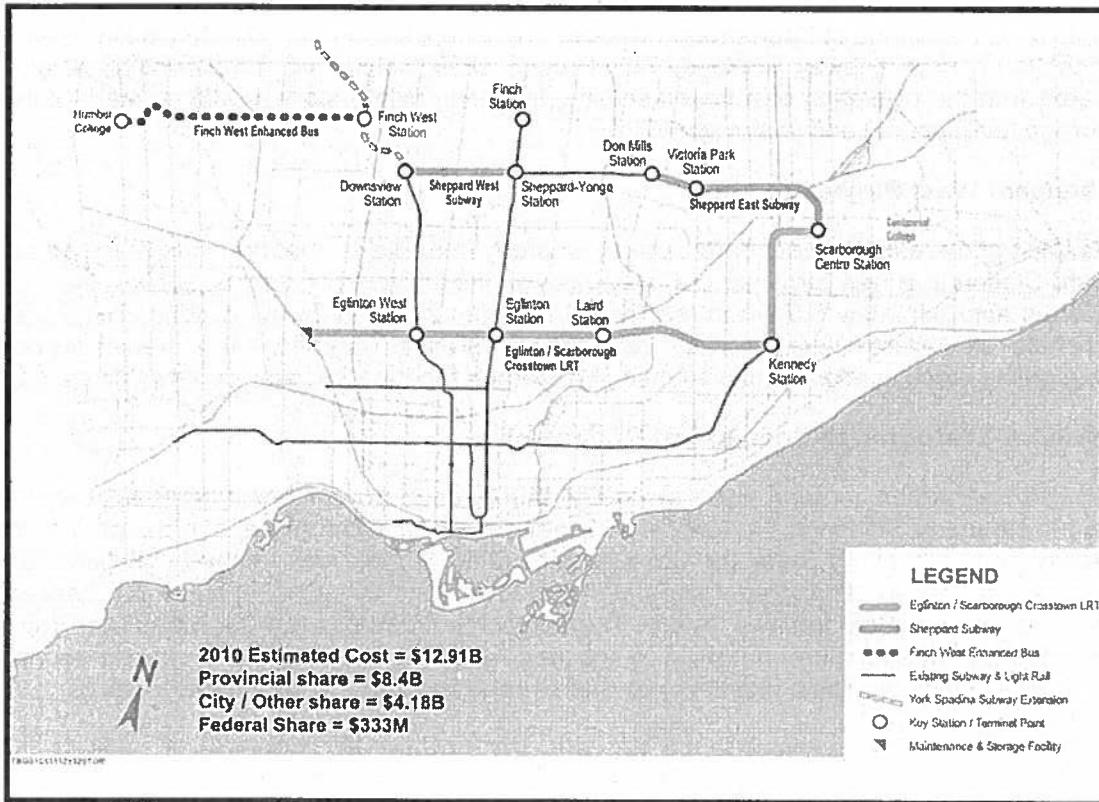 Finch
Station
Humber
College
Finch West Enhanced Bus
Finch West
Station
Don Mills
Station
Victoria Park
Station
Downsview
Station
Sheppard West
Subway
Sheppard-Yonge
Station
Sheppard East Subway
Centennial
College
Scarborough
Centre Station
Eglinton West
Station
Eglinton
Station
Laird
Station
Eglinton / Scarborough
Crosstown LRT
Kennedy
Station
LEGEND
Eglinton / Scarborough Crosstown LRT
Sheppard Subway
Finch West Enhanced Bus
Existing Subway & Light Rail
York Spadina Subway Extension
Key Station / Terminal Point
Maintenance & Storage Facility
N
2010 Estimated Cost = $12.91B
Provincial share = $8.4B
City / Other share = $4.18B
Federal Share = $333M